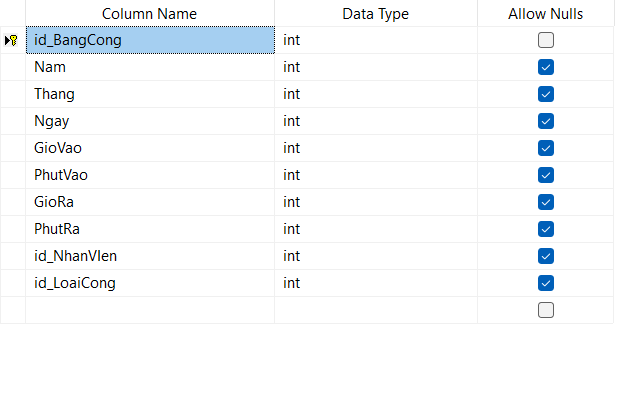 Column Name Data Type Allow Nulls
id_BangCong int
Nam int
Thang int
Ngay int
GioVao int
PhutVao int
GioRa int
PhutRa int
id_NhanVIen int
id_LoaiCong int